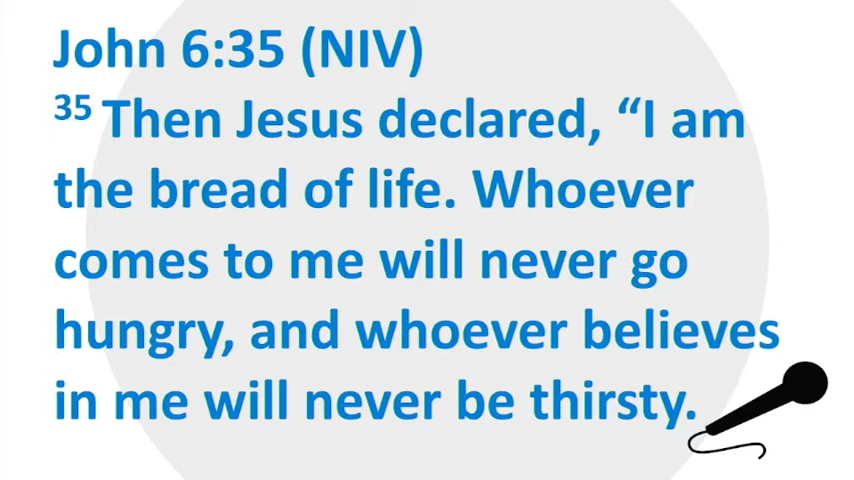 John 6:35 (NIV)
35 Then Jesus declared, “I am
the bread of life. Whoever
comes to me will never go
hungry, and whoever believes
in me will never be thirsty.